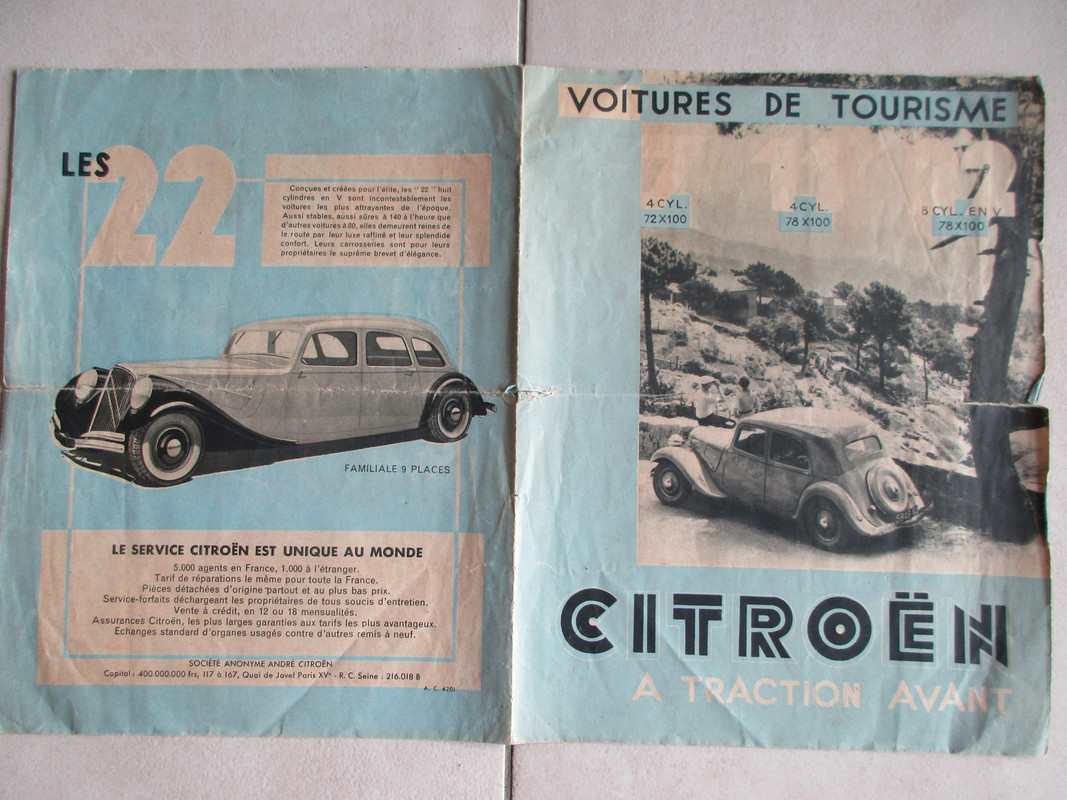 LES 22
Conçues et créées pour l'élite, les "22" huit
cylindres en V sont incontestablement les
voitures les plus attrayantes de l'époque.
Aussi stables, aussi sûres à 140 à l'heure que
d'autres voitures à 80, elles demeurent reines de
la route par leur luxe raffiné et leur splendide
confort. Leurs carrosseries sont pour leurs
propriétaires le suprême brevet d'élégance.
FAMILIALE 9 PLACES
LE SERVICE CITROËN EST UNIQUE AU MONDE
5.000 agents en France, 1.000 à l'étranger.
Tarif de réparations le même pour toute la France.
Pièces détachées d'origine partout et au plus bas prix.
Service-forfaits déchargeant les propriétaires de tous soucis d'entretien.
Vente à crédit, en 12 ou 18 mensualités.
Assurances Citroën, les plus larges garanties aux tarifs les plus avantageux.
Echanges standard d'organes usagés contre d'autres remis à neuf.
SOCIÉTÉ ANONYME ANDRÉ CITROËN
Capital : 400.000.000 frs, 117 à 167, Quai de Javel Paris XVe - R. C. Seine : 216.018 B
A. C. 4201
VOITURES DE TOURISME
7 11 22
4 CYL. 4 CYL. 8 CYL. EN V
72X100 78X100 78X100
CITROËN
A TRACTION AVANT